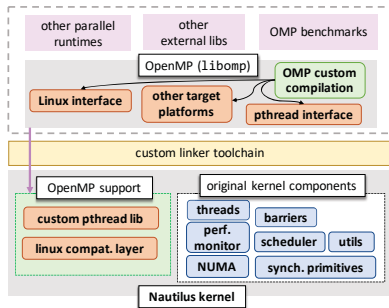 other parallel
runtimes
other
external libs
OMP benchmarks
OpenMP (libomp)
Linux interface
other target
platforms
OMP custom
compilation
pthread interface
custom linker toolchain
OpenMP support
custom pthread lib
linux compat. layer
original kernel components
threads
barriers
perf.
monitor
scheduler
utils
NUMA
synch. primitives
Nautilus kernel